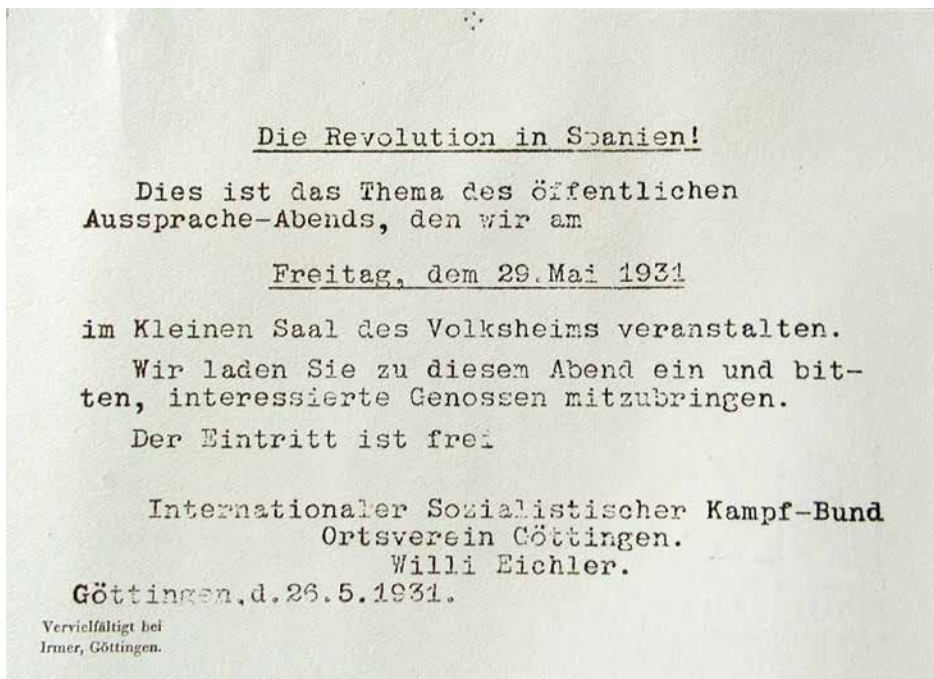 Die Revolution in Spanien!
Dies ist das Thema des öffentlichen
Aussprache-Abends, den wir am
Freitag, dem 29.Mai 1931
im Kleinen Saal des Volksheims veranstalten.
Wir laden Sie zu diesem Abend ein und bit-
ten, interessierte Genossen mitzubringen.
Der Eintritt ist frei
Internationaler Sozialistischer Kampf-Bund
Ortsverein Göttingen.
Willi Eichler.
Göttingen,d.26.5.1931.
Vervielfältigt bei
Irmer, Göttingen.